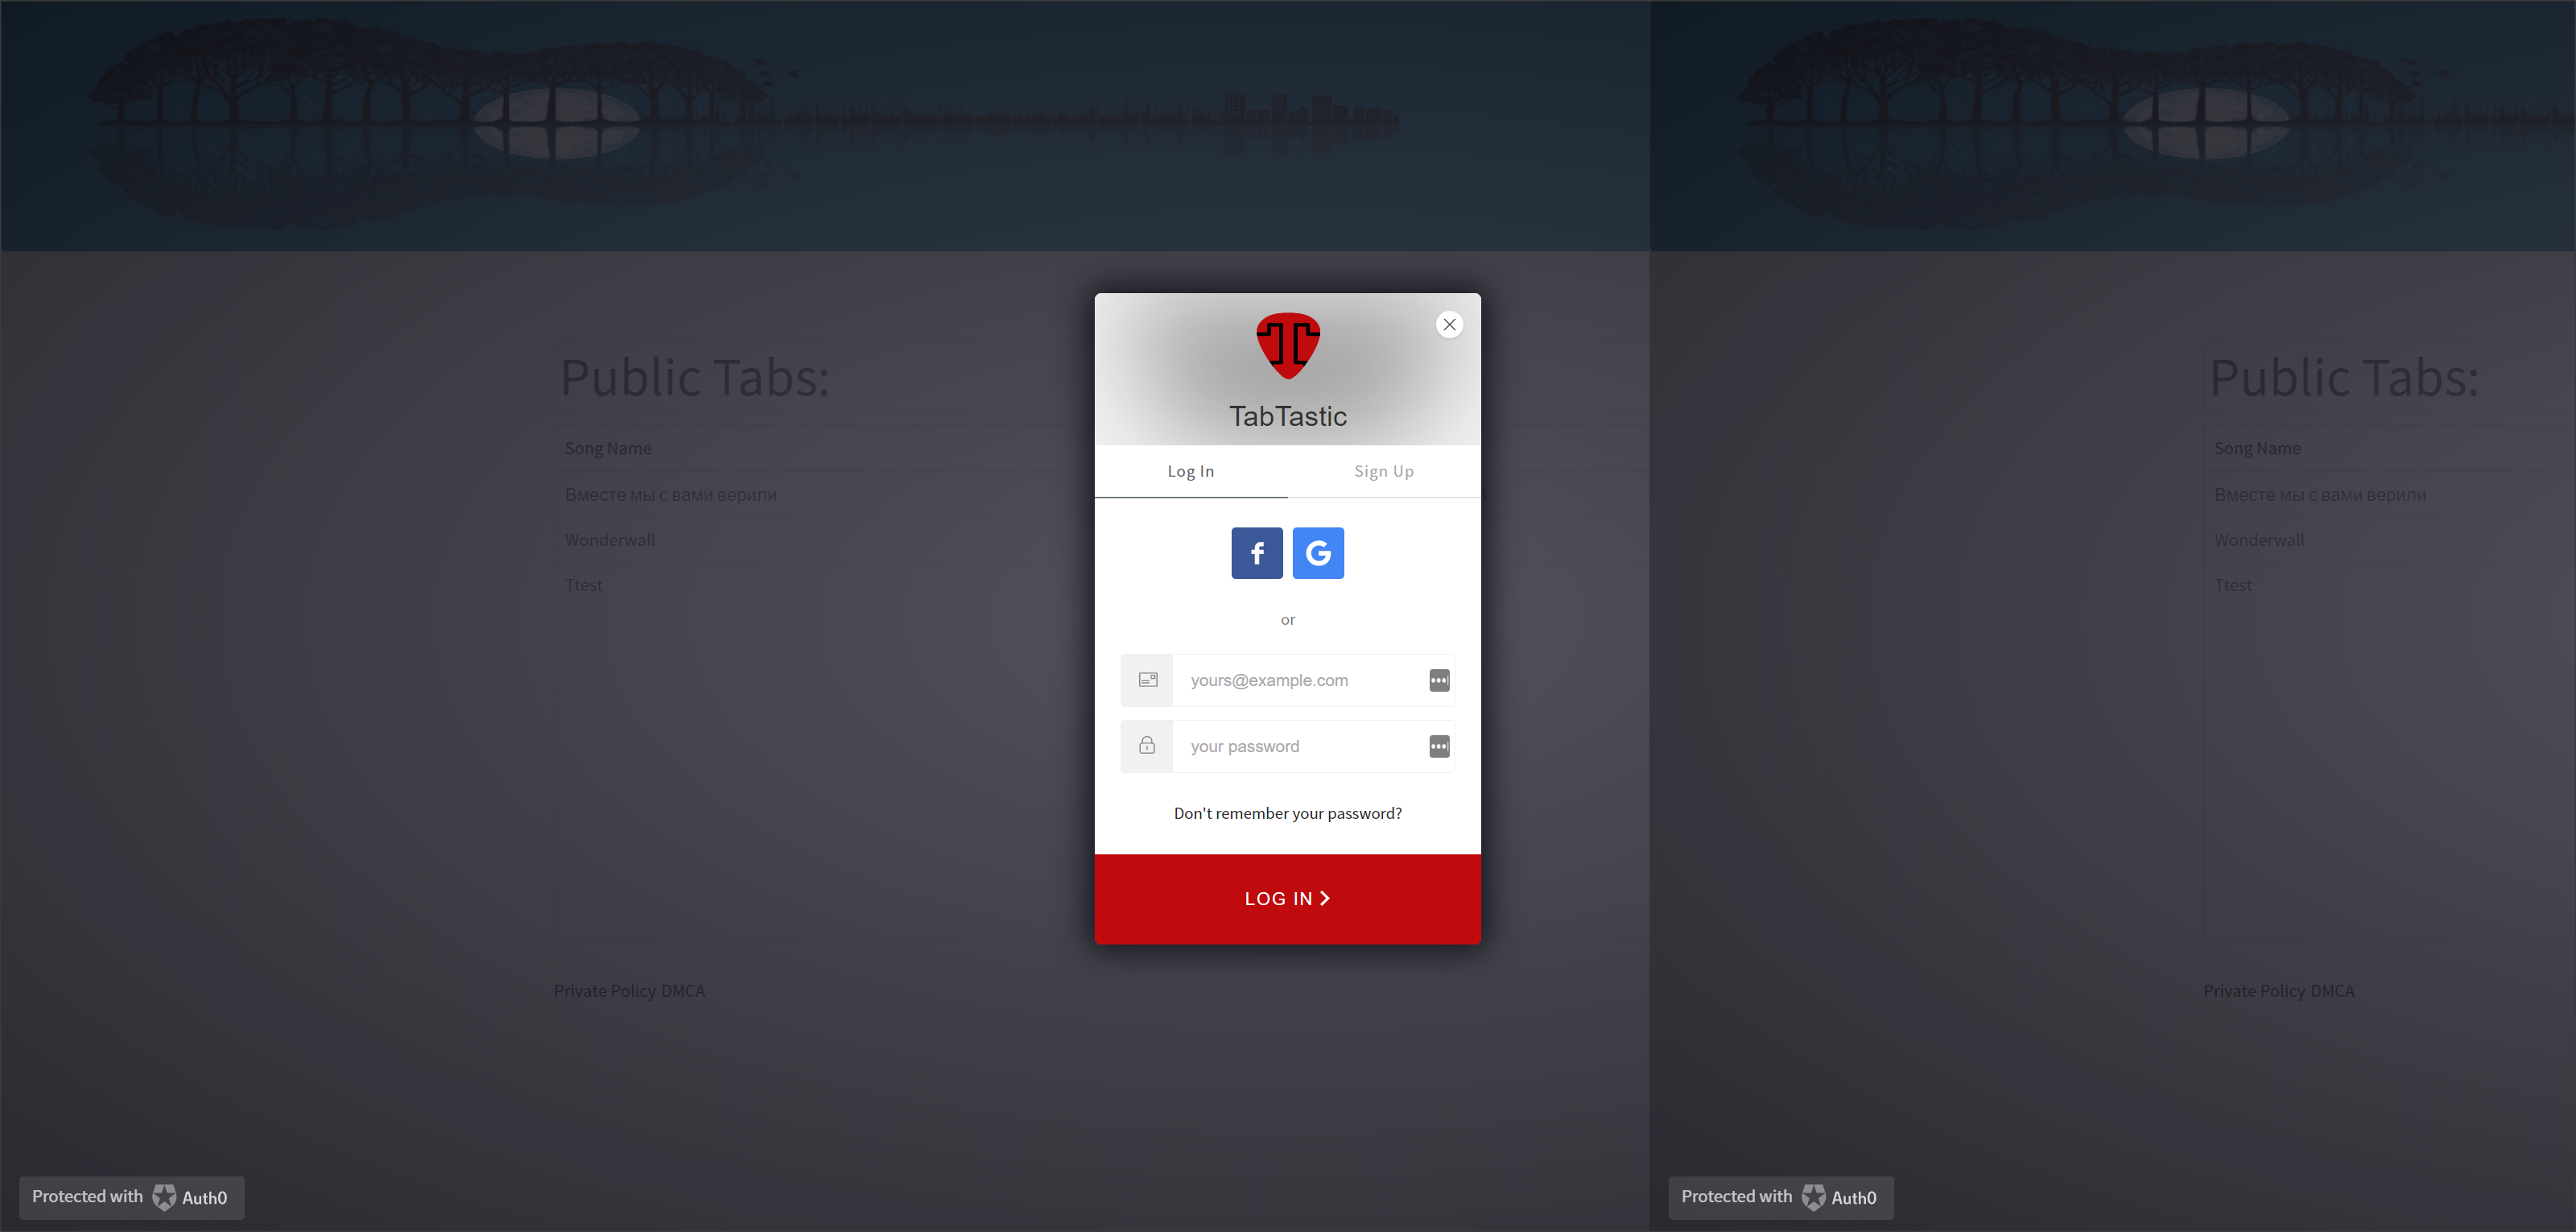 TabTastic
Log In
Sign Up
or
yours@example.com
your password
Don't remember your password?
LOG IN
Public Tabs:
Song Name
Вместе мы с вами верили
Wonderwall
Ttest
Private Policy DMCA
Protected with Auth0
Public Tabs:
Song Name
Вместе мы с вами верили
Wonderwall
Ttest
Private Policy DMCA
Protected with Auth0